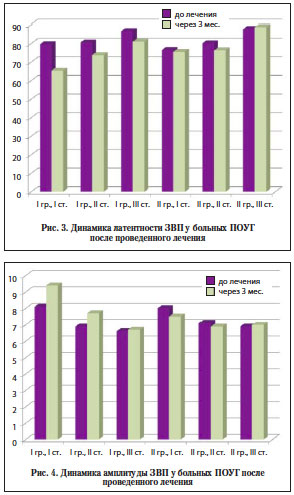 до лечения
через 3 мес.
90
80
70
60
50
40
30
20
10
0
I гр., I ст. I гр., II ст. I гр., III ст. II гр., I ст. II гр., II ст. II гр., III ст.
Рис. 3. Динамика латентности ЗВП у больных ПОУГ
после проведенного лечения
до лечения
через 3 мес.
10
9
8
7
6
5
4
3
2
1
0
I гр., I ст. I гр., II ст. I гр., III ст. II гр., I ст. II гр., II ст. II гр., III ст.
Рис. 4. Динамика амплитуды ЗВП у больных ПОУГ после
проведенного лечения